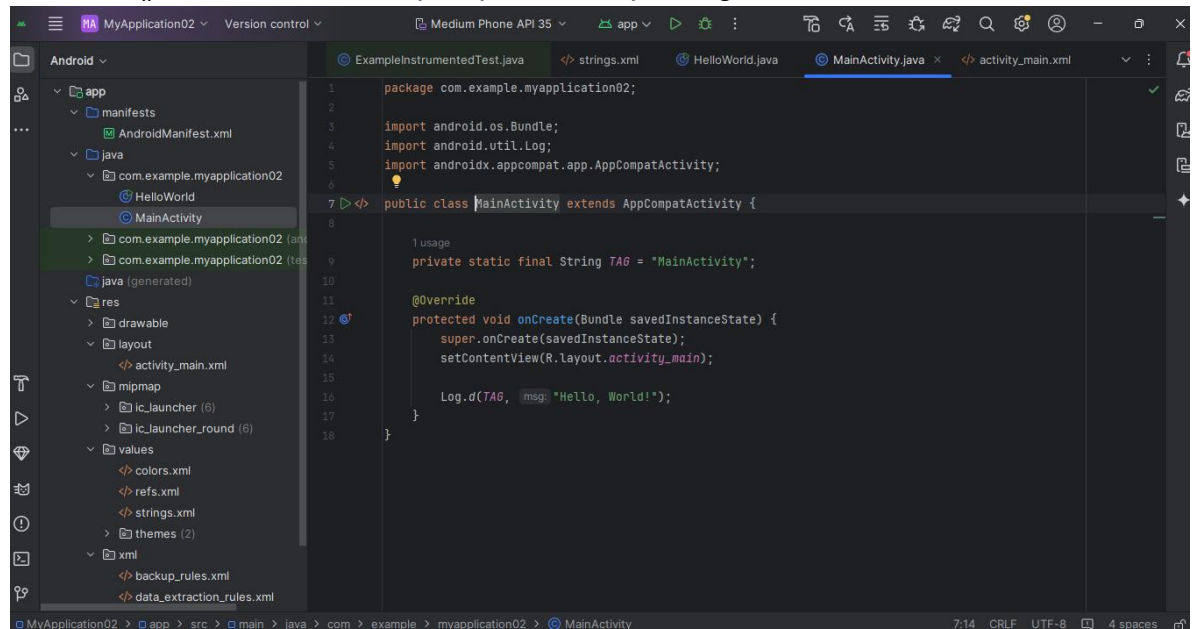 MA MyApplication02 Version control Medium Phone API 35 app
Android
ExampleInstrumentedTest.java strings.xml HelloWorld.java MainActivity.java activity_main.xml
app
manifests
AndroidManifest.xml
java
com.example.myapplication02
HelloWorld
MainActivity
com.example.myapplication02 (and
com.example.myapplication02 (tes
java (generated)
res
drawable
layout
activity_main.xml
mipmap
ic_launcher (6)
ic_launcher_round (6)
values
colors.xml
refs.xml
strings.xml
themes (2)
xml
backup_rules.xml
data_extraction_rules.xml
1 package com.example.myapplication02;
2
3 import android.os.Bundle;
4 import android.util.Log;
5 import androidx.appcompat.app.AppCompatActivity;
6
7 public class MainActivity extends AppCompatActivity {
8
1 usage
9 private static final String TAG = "MainActivity";
10
11 @Override
12 protected void onCreate(Bundle savedInstanceState) {
13 super.onCreate(savedInstanceState);
14 setContentView(R.layout.activity_main);
15
16 Log.d(TAG, msg: "Hello, World!");
17 }
18 }
MyApplication02 > app > src > main > java > com > example > myapplication02 > MainActivity 7:14 CRLF UTF-8 4 spaces